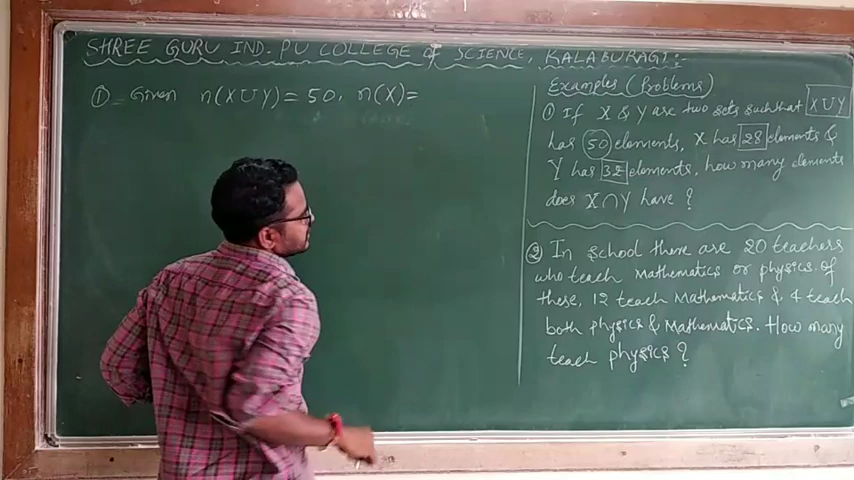 SHREE GURU IND. PU COLLEGE of SCIENCE, KALABURAGI :-
① Given n(X∪Y) = 50, n(X)=
Examples (Problems)
① If X & Y are two sets such that X∪Y
has 50 elements, X has 28 elements &
Y has 32 elements, how many elements
does X∩Y have ?
② In school there are 20 teachers
who teach Mathematics or physics. of
these, 12 teach Mathematics & 4 teach
both physics & Mathematics. How many
teach physics ?